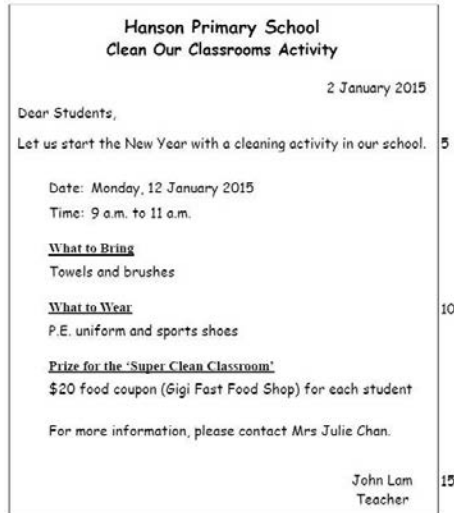 Hanson Primary School
Clean Our Classrooms Activity
2 January 2015
Dear Students,
Let us start the New Year with a cleaning activity in our school. 5
Date: Monday, 12 January 2015
Time: 9 a.m. to 11 a.m.
What to Bring
Towels and brushes
What to Wear 10
P.E. uniform and sports shoes
Prize for the ‘Super Clean Classroom’
$20 food coupon (Gigi Fast Food Shop) for each student
For more information, please contact Mrs Julie Chan.
John Lam 15
Teacher